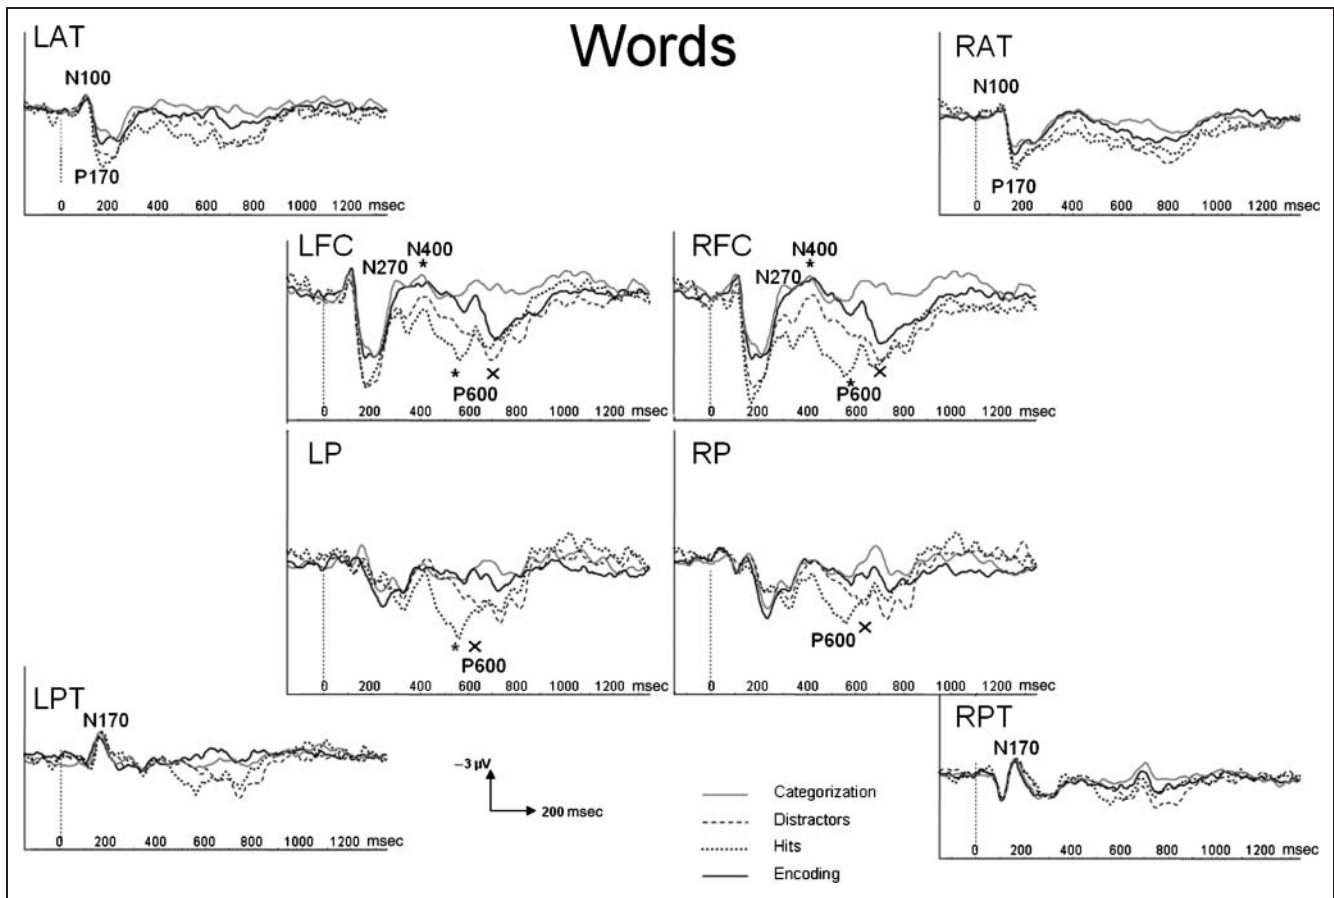 Words
LAT
N100
P170
0 200 400 600 800 1000 1200 msec
RAT
N100
P170
0 200 400 600 800 1000 1200 msec
LFC
N400
*
N270
* ×
P600
0 200 400 600 800 1000 1200 msec
RFC
N400
*
N270
×
*
P600
0 200 400 600 800 1000 1200 msec
LP
* ×
P600
0 200 400 600 800 1000 1200 msec
RP
P600 ×
0 200 400 600 800 1000 1200 msec
LPT
N170
0 200 400 600 800 1000 1200 msec
–3 µV
200 msec
Categorization
Distractors
Hits
Encoding
RPT
N170
0 200 400 600 800 1000 1200 msec